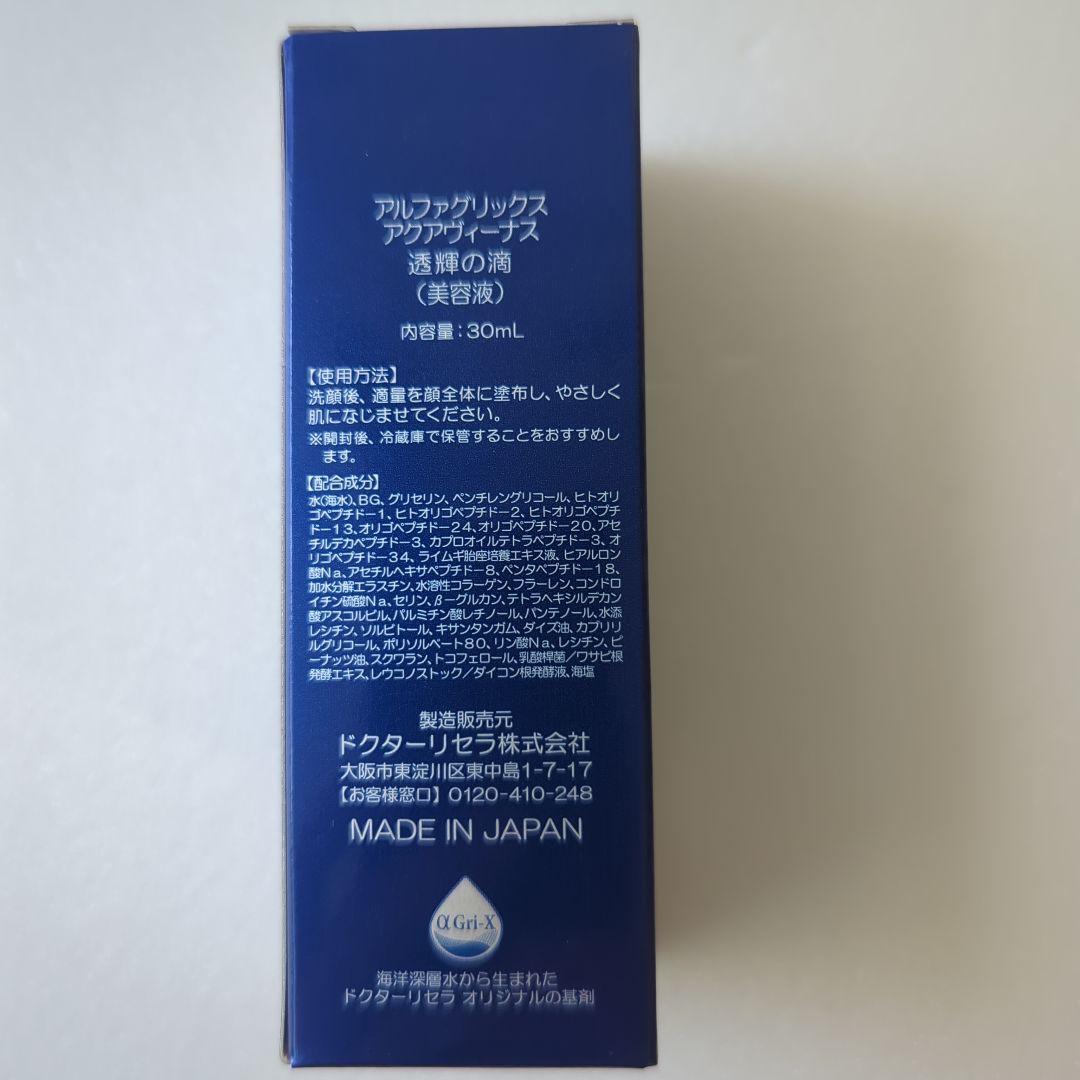 アルファグリックス
アクアヴィーナス
透輝の滴
（美容液）
内容量：30mL
【使用方法】
洗顔後、適量を顔全体に塗布し、やさしく
肌になじませてください。
※開封後、冷蔵庫で保管することをおすすめし
ます。
【配合成分】
水(海水)、BG、グリセリン、ペンチレングリコール、ヒトオリ
ゴペプチド－1、ヒトオリゴペプチド－2、ヒトオリゴペプチ
ド－13、オリゴペプチド－24、オリゴペプチド－20、アセ
チルデカペプチド－3、カプロオイルテトラペプチド－3、オ
リゴペプチド－34、ライムギ胎座培養エキス液、ヒアルロン
酸Na、アセチルヘキサペプチド－8、ペンタペプチド－18、
加水分解エラスチン、水溶性コラーゲン、フラーレン、コンドロ
イチン硫酸Na、セリン、β－グルカン、テトラヘキシルデカン
酸アスコルビル、パルミチン酸レチノール、パンテノール、水添
レシチン、ソルビトール、キサンタンガム、ダイズ油、カプリリ
ルグリコール、ポリソルベート80、リン酸Na、レシチン、ピ
ーナッツ油、スクワラン、トコフェロール、乳酸桿菌／ワサビ根
発酵エキス、レウコノストック／ダイコン根発酵液、海塩
製造販売元
ドクターリセラ株式会社
大阪市東淀川区東中島1-7-17
【お客様窓口】0120-410-248
MADE IN JAPAN
α Gri-X
海洋深層水から生まれた
ドクターリセラ オリジナルの基剤